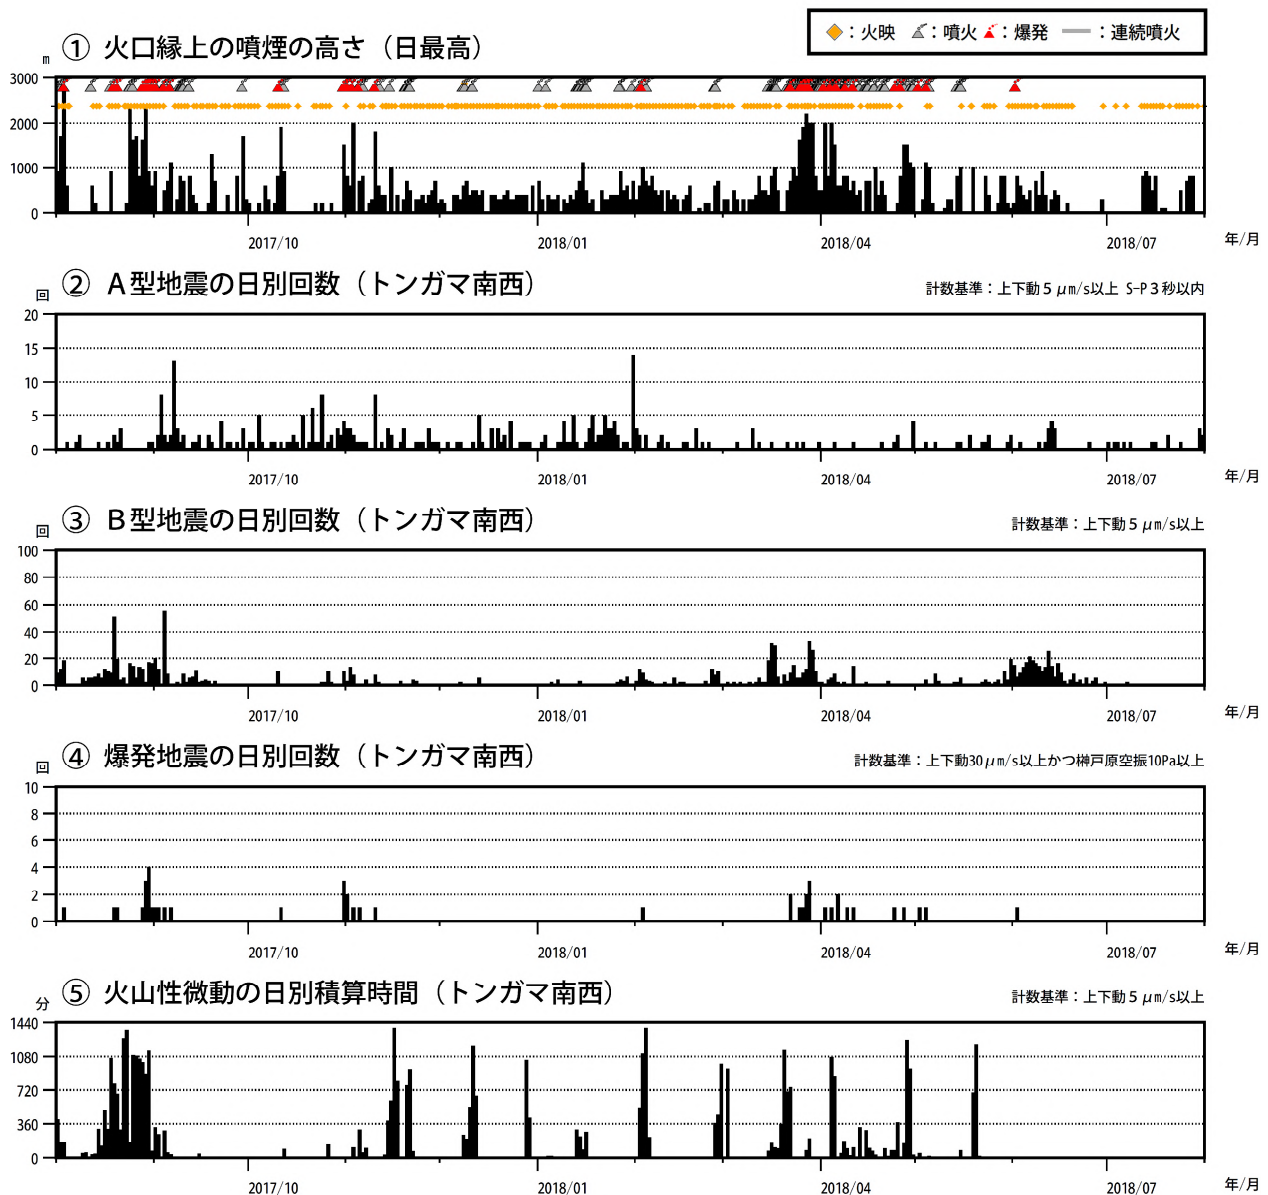 ◆：火映 ：噴火 ：爆発 ：連続噴火
① 火口縁上の噴煙の高さ（日最高）
m
3000
2000
1000
0
2017/10 2018/01 2018/04 2018/07 年/月
② A型地震の日別回数（トンガマ南西）
計数基準：上下動５μm/s以上 S-P３秒以内
回
20
15
10
5
0
2017/10 2018/01 2018/04 2018/07 年/月
③ B型地震の日別回数（トンガマ南西）
計数基準：上下動５μm/s以上
回
100
80
60
40
20
0
2017/10 2018/01 2018/04 2018/07 年/月
④ 爆発地震の日別回数（トンガマ南西）
計数基準：上下動30μm/s以上かつ榊戸原空振10Pa以上
回
10
8
6
4
2
0
2017/10 2018/01 2018/04 2018/07 年/月
⑤ 火山性微動の日別積算時間（トンガマ南西）
計数基準：上下動５μm/s以上
分
1440
1080
720
360
0
2017/10 2018/01 2018/04 2018/07 年/月